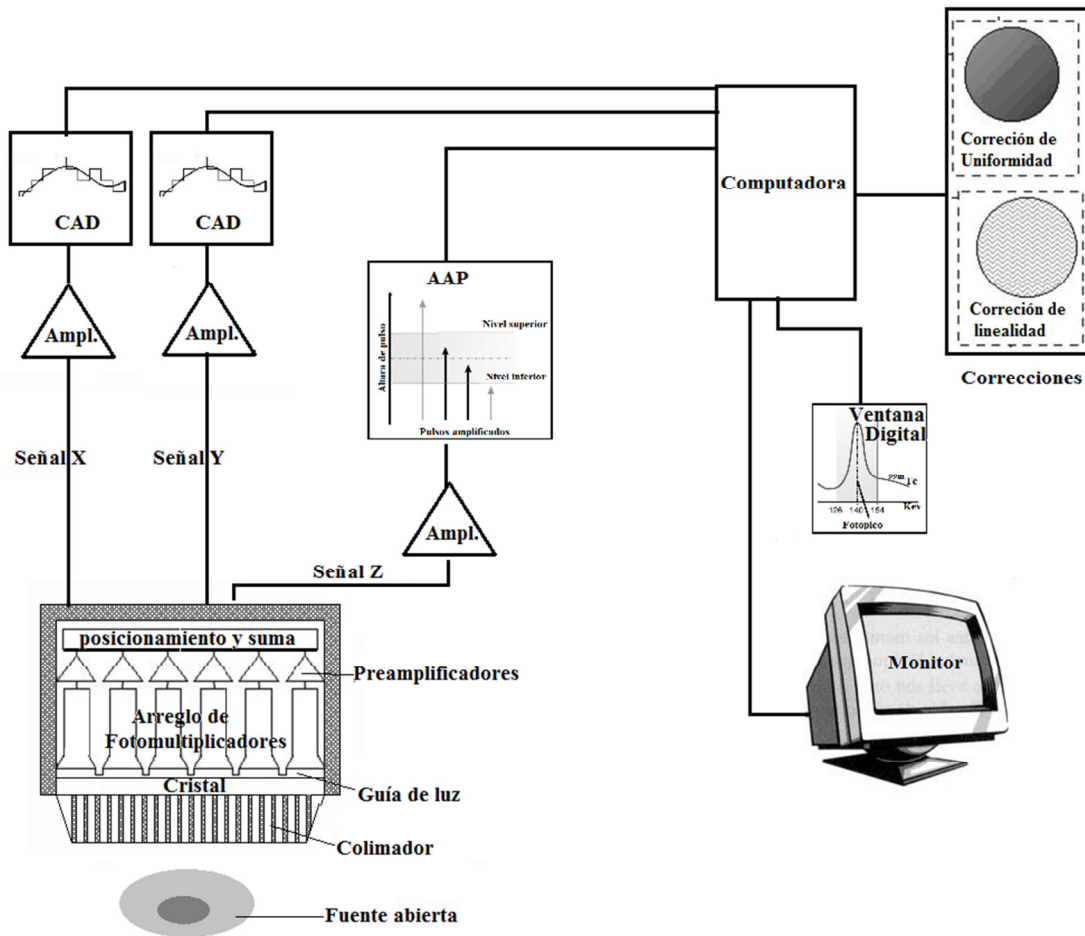 Correción de
Uniformidad
Correción de
linealidad
Correcciones
Computadora
CAD
CAD
AAP
Nivel superior
Nivel inferior
Altura de pulso
Pulsos amplificados
Ampl.
Ampl.
Ventana
Digital
99m Tc
Kev
126 140 154
Fotopico
Señal X
Señal Y
Ampl.
Señal Z
posicionamiento y suma
Preamplificadores
Monitor
Arreglo de
Fotomultiplicadores
Cristal
Guía de luz
Colimador
Fuente abierta